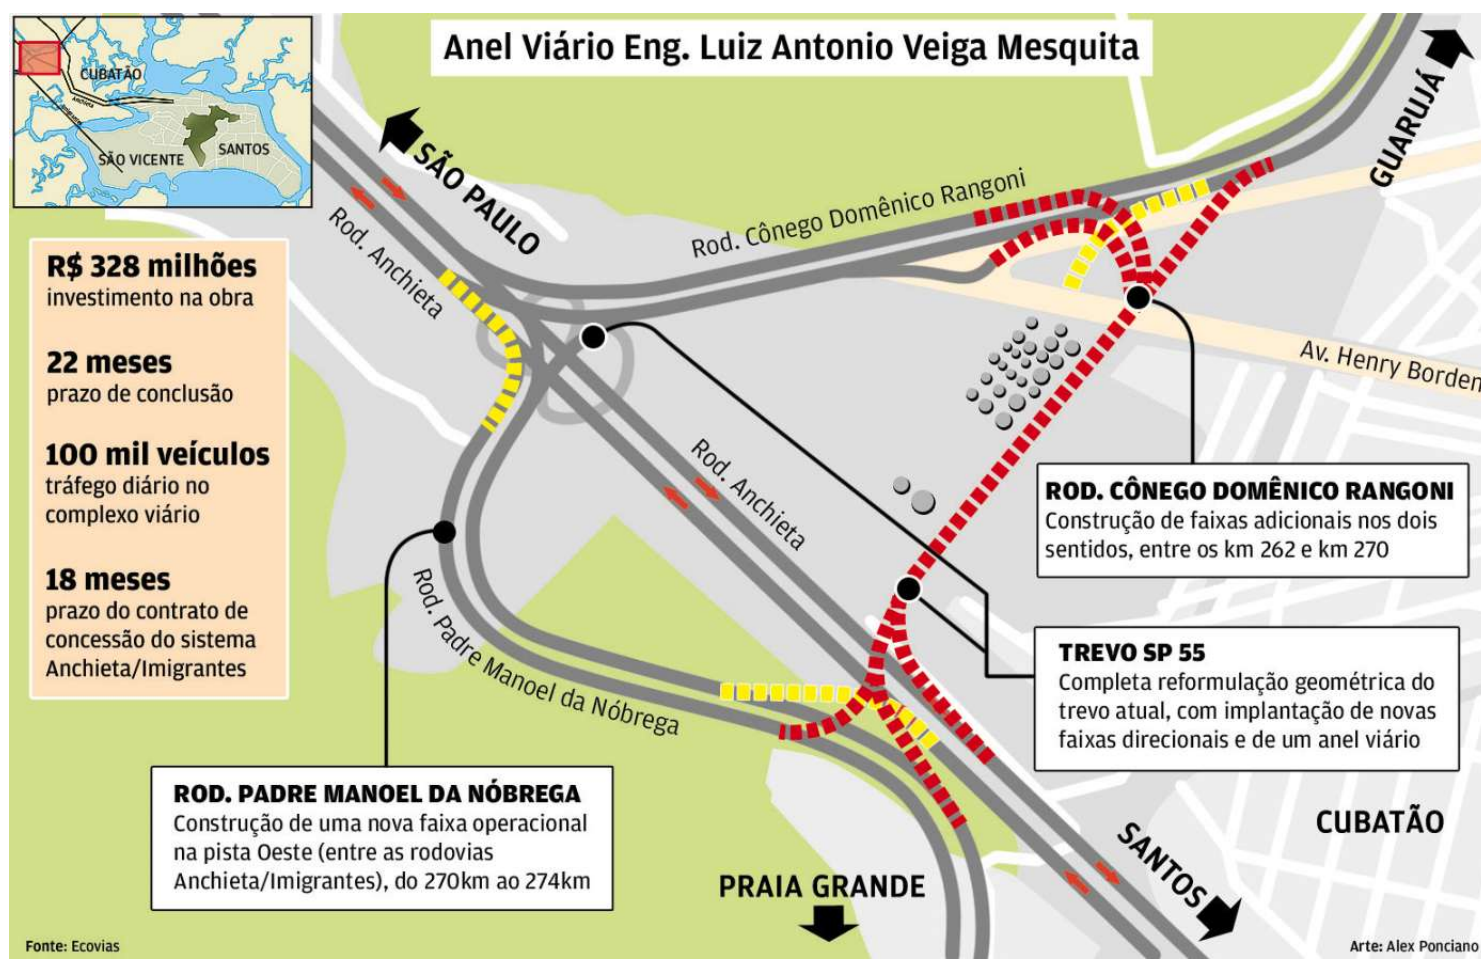 Anel Viário Eng. Luiz Antonio Veiga Mesquita
CUBATÃO
Anchieta
Imigrantes
SÃO VICENTE
SANTOS
SÃO PAULO
GUARUJÁ
Rod. Anchieta
Rod. Cônego Domênico Rangoni
Av. Henry Borden
R$ 328 milhões
investimento na obra
22 meses
prazo de conclusão
100 mil veículos
tráfego diário no
complexo viário
18 meses
prazo do contrato de
concessão do sistema
Anchieta/Imigrantes
Rod. Anchieta
ROD. CÔNEGO DOMÊNICO RANGONI
Construção de faixas adicionais nos dois
sentidos, entre os km 262 e km 270
Rod. Padre Manoel da Nóbrega
TREVO SP 55
Completa reformulação geométrica do
trevo atual, com implantação de novas
faixas direcionais e de um anel viário
ROD. PADRE MANOEL DA NÓBREGA
Construção de uma nova faixa operacional
na pista Oeste (entre as rodovias
Anchieta/Imigrantes), do 270km ao 274km
CUBATÃO
SANTOS
PRAIA GRANDE
Fonte: Ecovias
Arte: Alex Ponciano